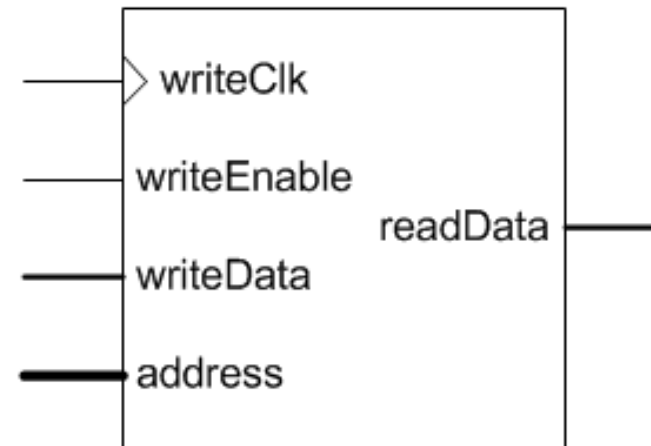 writeClk
writeEnable
readData
writeData
address